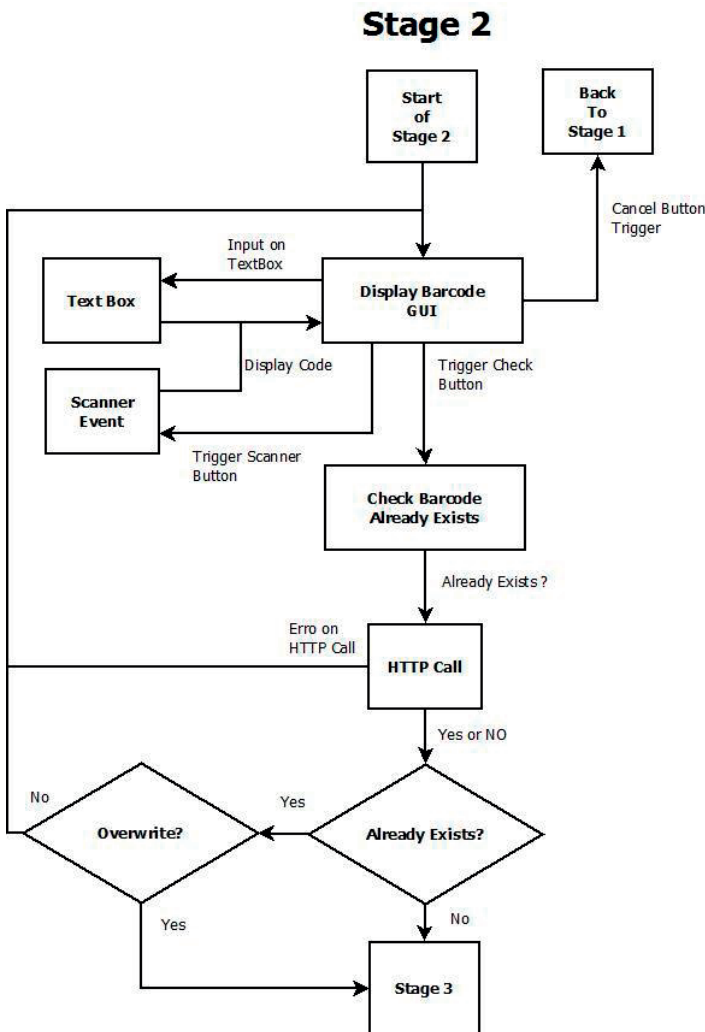 Stage 2
Start
of
Stage 2
Back
To
Stage 1
Cancel Button
Trigger
Input on
TextBox
Text Box
Display Barcode
GUI
Display Code
Trigger Check
Button
Scanner
Event
Trigger Scanner
Button
Check Barcode
Already Exists
Already Exists ?
Erro on
HTTP Call
HTTP Call
Yes or NO
No
Overwrite?
Yes
Already Exists?
Yes
No
Stage 3